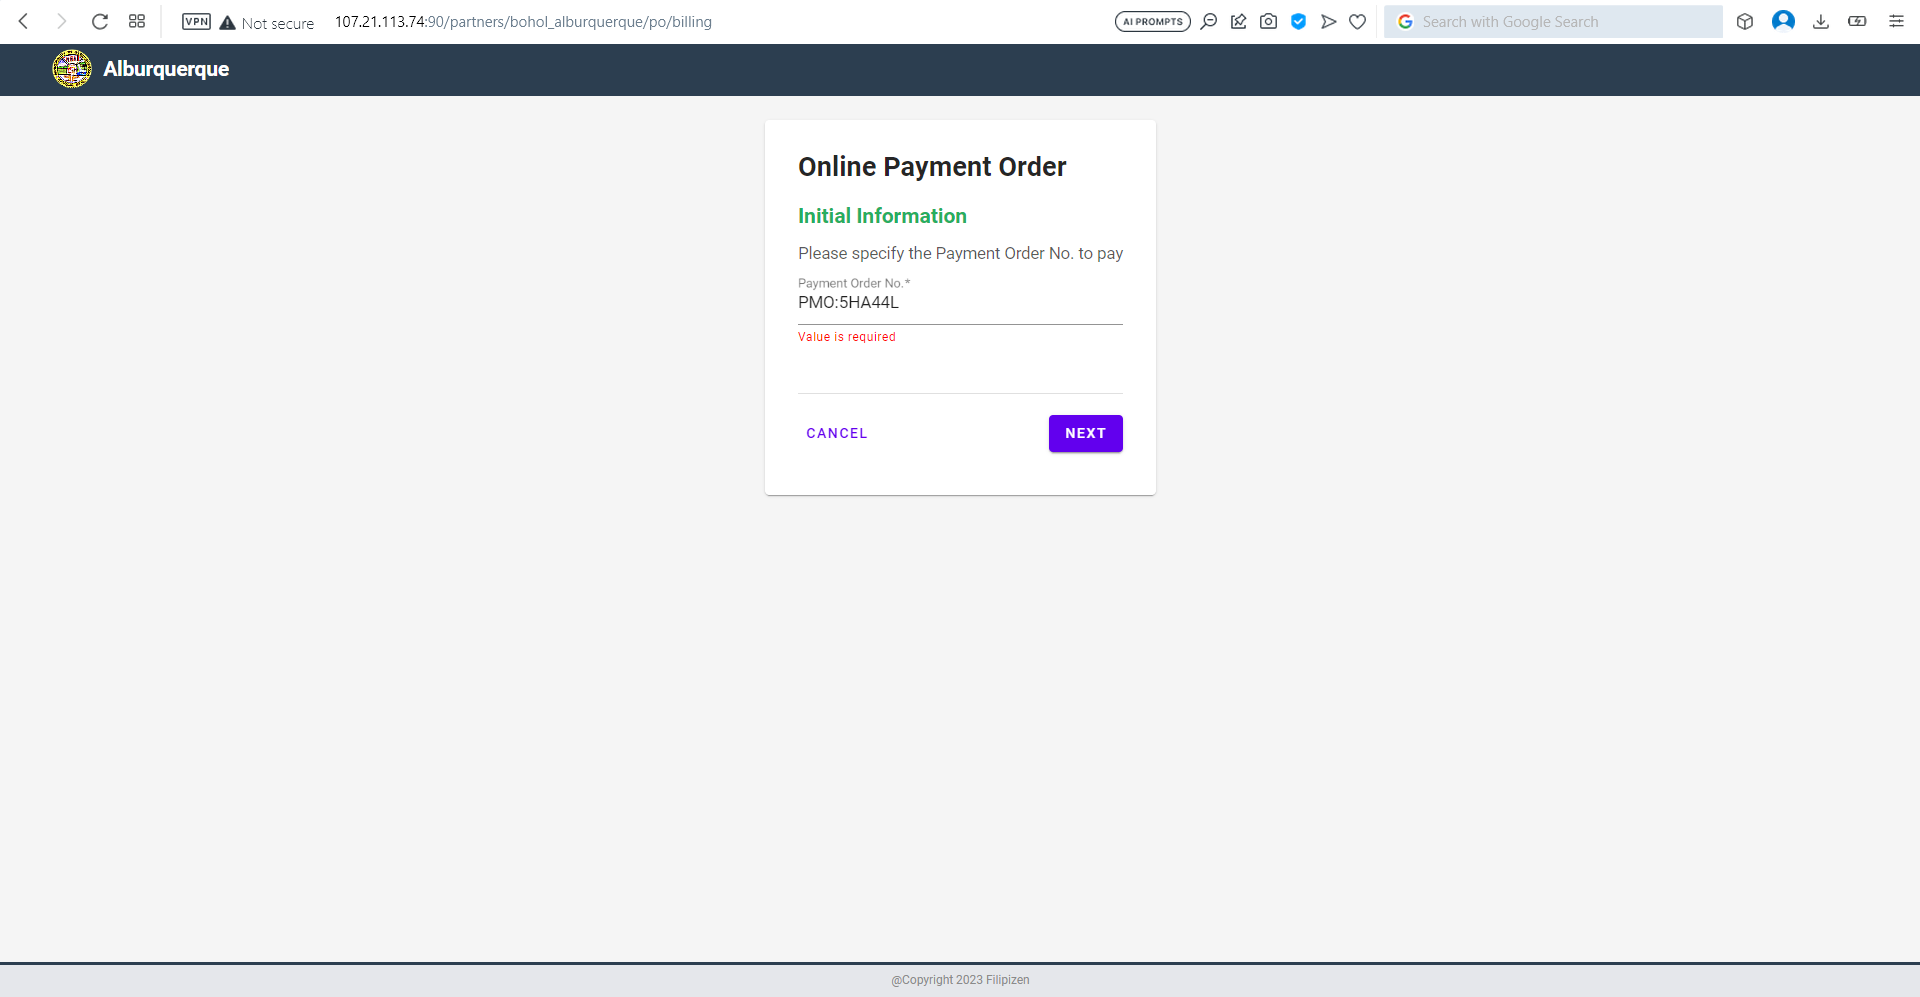 VPN
Not secure
107.21.113.74:90/partners/bohol_alburquerque/po/billing
AI PROMPTS
Search with Google Search
Alburquerque
Online Payment Order
Initial Information
Please specify the Payment Order No. to pay
Payment Order No.*
PMO:5HA44L
Value is required
CANCEL
NEXT
@Copyright 2023 Filipizen